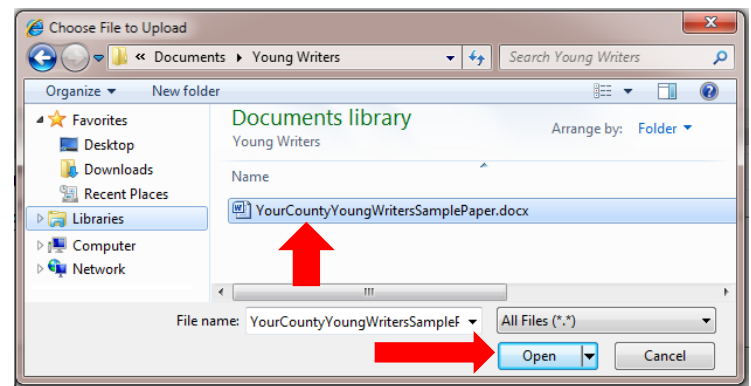 Choose File to Upload
« Documents ▸ Young Writers
Search Young Writers
Organize ▾ New folder
Favorites
Desktop
Downloads
Recent Places
Libraries
Computer
Network
Documents library
Young Writers
Arrange by: Folder ▾
Name
YourCountyYoungWritersSamplePaper.docx
File name: YourCountyYoungWritersSampleF
All Files (*.*)
Open
Cancel